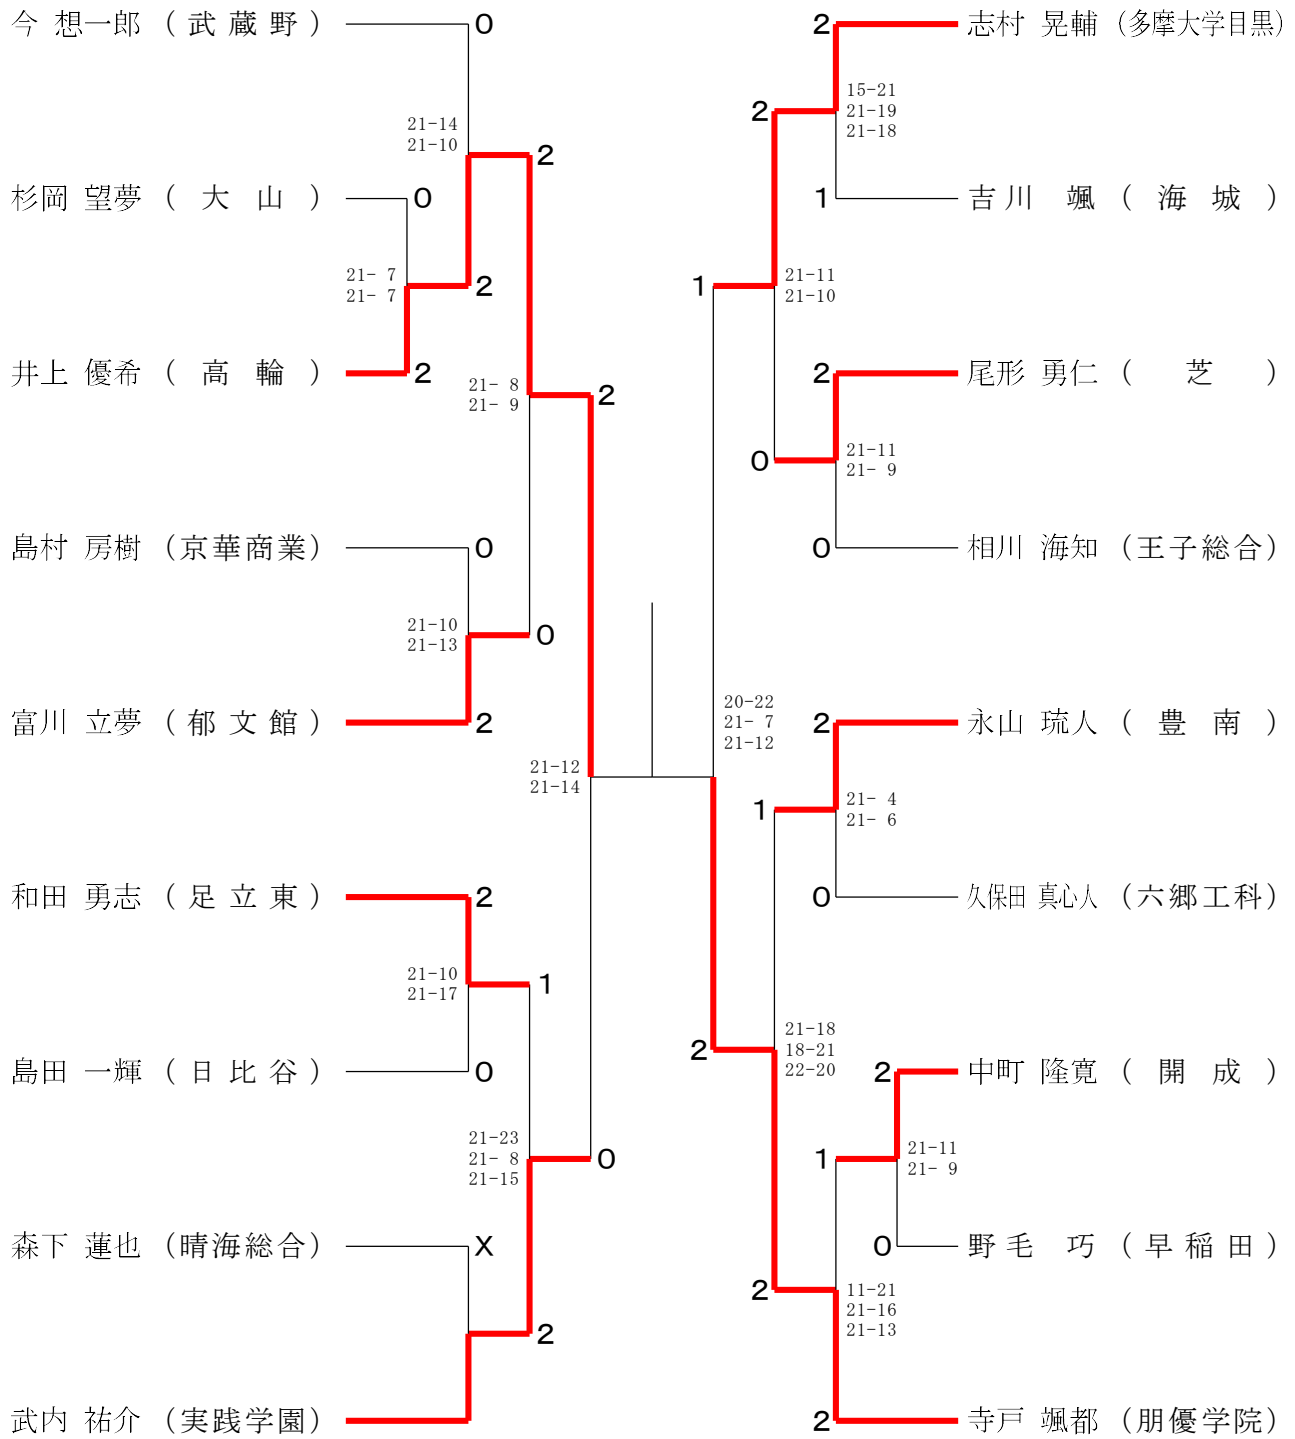 今 想一郎 ( 武 蔵 野 ) 0
21-14
21-10
2
杉岡 望夢 ( 大 山 ) 0
21- 7
21- 7
2
井上 優希 ( 高 輪 ) 2
21- 8
21- 9
2
島村 房樹 (京華商業) 0
21-10
21-13
0
富川 立夢 ( 郁 文 館 ) 2
21-12
21-14
和田 勇志 ( 足 立 東 ) 2
21-10
21-17
1
島田 一輝 ( 日 比 谷 ) 0
21-23
21- 8
21-15
0
森下 蓮也 (晴海総合) X
2
武内 祐介 (実践学園)
2 志村 晃輔 (多摩大学目黒)
2
15-21
21-19
21-18
1 吉川 颯 ( 海 城 )
1
21-11
21-10
2 尾形 勇仁 ( 芝 )
0
21-11
21- 9
0 相川 海知 (王子総合)
20-22
21- 7
21-12
2 永山 琉人 ( 豊 南 )
1
21- 4
21- 6
0 久保田 真心人 (六郷工科)
2
21-18
18-21
22-20
2 中町 隆寛 ( 開 成 )
1
21-11
21- 9
0 野毛 巧 ( 早 稲 田 )
2
11-21
21-16
21-13
2 寺戸 颯都 (朋優学院)